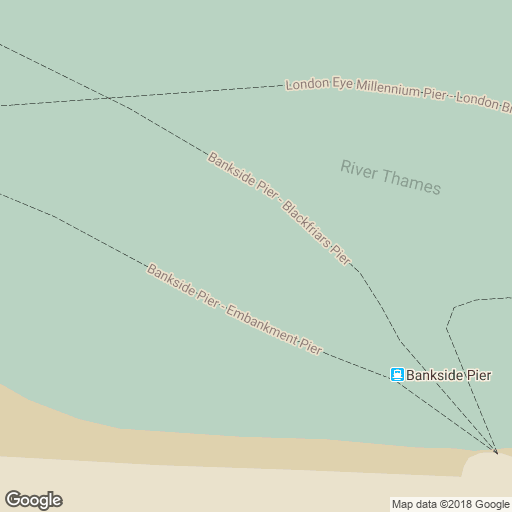 London Eye Millennium Pier - London Br
Bankside Pier - Blackfriars Pier
River Thames
Bankside Pier - Embankment Pier
Bankside Pier
Google
Map data ©2018 Google